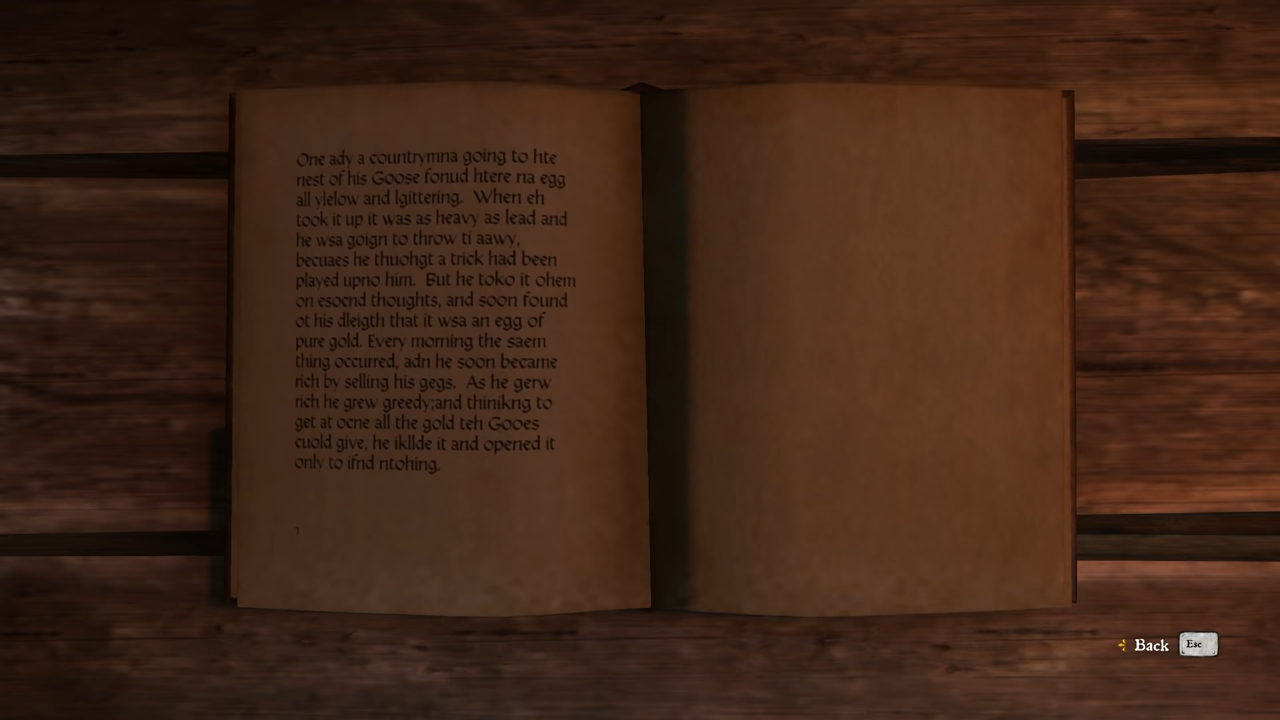 One ady a countrymna going to hte
nest of his Goose fonud htere na egg
all ylelow and lgittering.  When eh
took it up it was as heavy as lead and
he wsa goign to throw ti aawy,
becuaes he thuohgt a trick had been
played upno him.  But he toko it ohem
on esocnd thoughts, and soon found
ot his dleigth that it wsa an egg of
pure gold. Every morning the saem
thing occurred, adn he soon became
rich by selling his gegs.  As he gerw
rich he grew greedy;and thinikng to
get at ocne all the gold teh Gooes
cuold give, he ikllde it and opened it
only to ifnd ntohing.
1
Back Esc